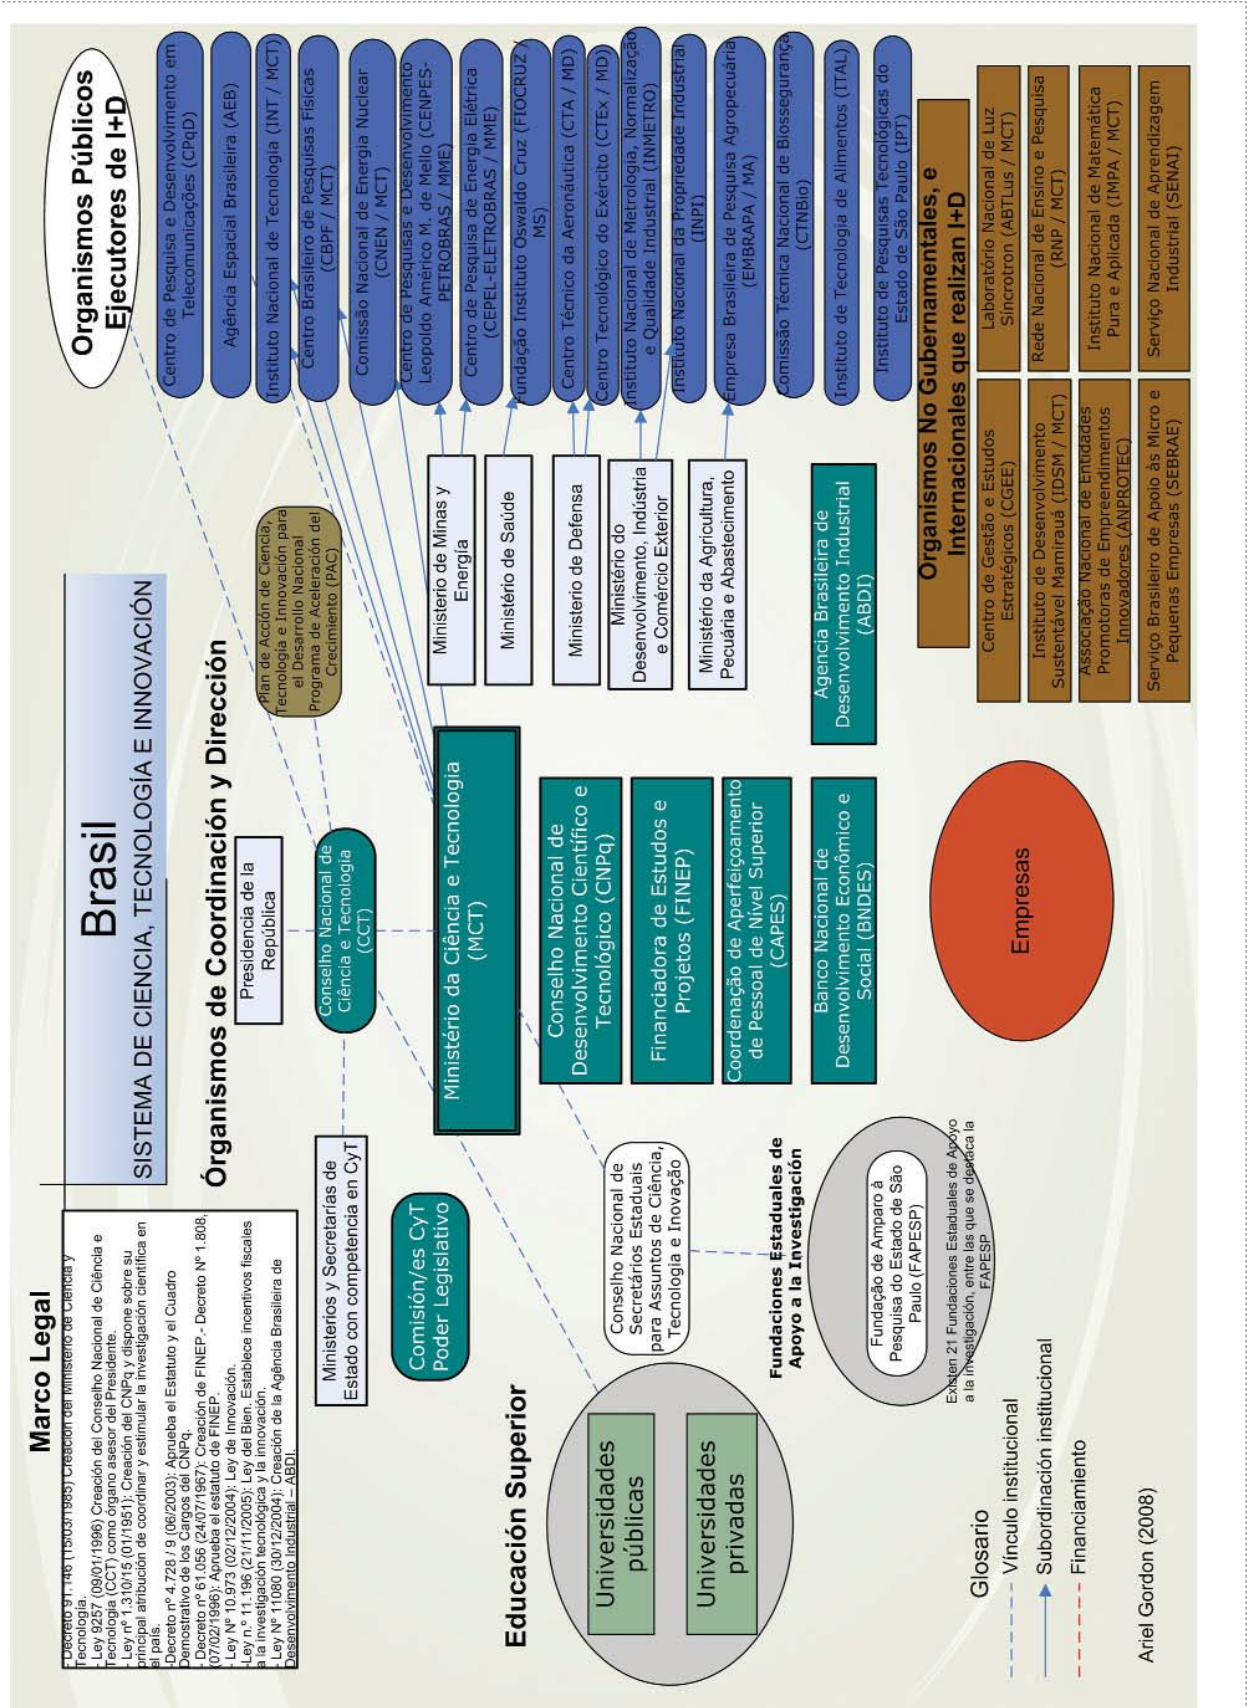 Marco Legal
- Decreto 91.146 (15/03/1985) Creación del Ministerio de Ciencia y
Tecnología.
- Ley 9257 (09/01/1996) Creación del Conselho Nacional de Ciência e
Tecnologia (CCT) como órgano asesor del Presidente.
- Ley nº 1.310/15 (01/1951): Creación del CNPq y dispone sobre su
principal atribución de coordinar y estimular la investigación científica en
el país.
-Decreto nº 4.728 / 9 (06/2003): Aprueba el Estatuto y el Cuadro
Demostrativo de los Cargos del CNPq.
- Decreto nº 61.056 (24/07/1967): Creación de FINEP.- Decreto Nº 1.808,
(07/02/1996): Aprueba el estatuto de FINEP.
- Ley Nº 10.973 (02/12/2004): Ley de Innovación.
-Ley n.° 11.196 (21/11/2005): Ley del Bien. Establece incentivos fiscales
a la investigación tecnológica y la innovación.
- Ley Nº 11080 (30/12/2004): Creación de la Agência Brasileira de
Desenvolvimento Industrial – ABDI.
Brasil
SISTEMA DE CIENCIA, TECNOLOGÍA E INNOVACIÓN
Órganismos de Coordinación y Dirección
Presidencia de la
República
Plan de Acción de Ciencia,
Tecnología e Innovación para
el Desarrollo Nacional
Programa de Aceleración del
Crecimiento (PAC)
Ministerios y Secretarías de
Estado con competencia en CyT
Conselho Nacional de
Ciência e Tecnologia
(CCT)
Comisión/es CyT
Poder Legislativo
Ministério da Ciência e Tecnologia
(MCT)
Ministerio de Minas y
Energía
Ministério de Saúde
Ministerio de Defensa
Ministério do
Desenvolvimento, Indústria
e Comércio Exterior
Ministério da Agricultura,
Pecuária e Abastecimento
Organismos Públicos
Ejecutores de I+D
Centro de Pesquisa e Desenvolvimento em
Telecomunicações (CPqD)
Agência Espacial Brasileira (AEB)
Instituto Nacional de Tecnologia (INT / MCT)
Centro Brasileiro de Pesquisas Físicas
(CBPF / MCT)
Comissão Nacional de Energia Nuclear
(CNEN / MCT)
Centro de Pesquisas e Desenvolvimento
Leopoldo Américo M. de Mello (CENPES-
PETROBRAS / MME)
Centro de Pesquisa de Energia Elétrica
(CEPEL-ELETROBRAS / MME)
Fundação Instituto Oswaldo Cruz (FIOCRUZ /
MS)
Centro Técnico da Aeronáutica (CTA / MD)
Centro Tecnológico do Exército (CTEx / MD)
Instituto Nacional de Metrologia, Normalização
e Qualidade Industrial (INMETRO)
Instituto Nacional da Propriedade Industrial
(INPI)
Empresa Brasileira de Pesquisa Agropecuária
(EMBRAPA / MA)
Comissão Técnica Nacional de Biossegurança
(CTNBio)
Instituto de Tecnologia de Alimentos (ITAL)
Instituto de Pesquisas Tecnológicas do
Estado de São Paulo (IPT)
Educación Superior
Universidades
públicas
Universidades
privadas
Conselho Nacional de
Secretários Estaduais
para Assuntos de Ciência,
Tecnologia e Inovação
Fundaciones Estaduales de
Apoyo a la Investigación
Fundação de Amparo à
Pesquisa do Estado de São
Paulo (FAPESP)
Existen 21 Fundaciones Estaduales de Apoyo
a la investigación, entre las que se destaca la
FAPESP
Conselho Nacional de
Desenvolvimento Científico e
Tecnológico (CNPq)
Financiadora de Estudos e
Projetos (FINEP)
Coordenação de Aperfeiçoamento
de Pessoal de Nível Superior
(CAPES)
Banco Nacional de
Desenvolvimento Econômico e
Social (BNDES)
Agencia Brasileira de
Desenvolvimento Industrial
(ABDI)
Empresas
Organismos No Gubernamentales, e
Internacionales que realizan I+D
Centro de Gestão e Estudos
Estratégicos (CGEE)
Laboratório Nacional de Luz
Síncrotron (ABTLus / MCT)
Instituto de Desenvolvimento
Sustentável Mamirauá (IDSM / MCT)
Rede Nacional de Ensino e Pesquisa
(RNP / MCT)
Associação Nacional de Entidades
Promotoras de Empreendimentos
Innovadores (ANPROTEC)
Instituto Nacional de Matemática
Pura e Aplicada (IMPA / MCT)
Serviço Brasileiro de Apoio às Micro e
Pequenas Empresas (SEBRAE)
Serviço Nacional de Aprendizagem
Industrial (SENAI)
Glosario
Vínculo institucional
Subordinación institucional
Financiamiento
Ariel Gordon (2008)